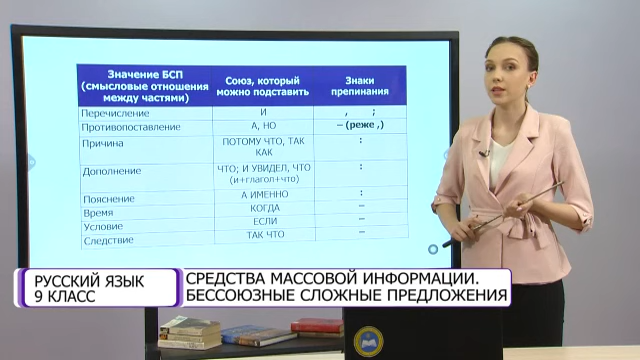 Значение БСП (смысловые отношения между частями) Союз, который можно подставить Знаки препинания
Перечисление И , ;
Противопоставление А, НО – (реже ,)
Причина ПОТОМУ ЧТО, ТАК КАК :
Дополнение ЧТО; И УВИДЕЛ, ЧТО (и+глагол+что) :
Пояснение А ИМЕННО :
Время КОГДА –
Условие ЕСЛИ –
Следствие ТАК ЧТО –
РУССКИЙ ЯЗЫК
9 КЛАСС
СРЕДСТВА МАССОВОЙ ИНФОРМАЦИИ.
БЕССОЮЗНЫЕ СЛОЖНЫЕ ПРЕДЛОЖЕНИЯ